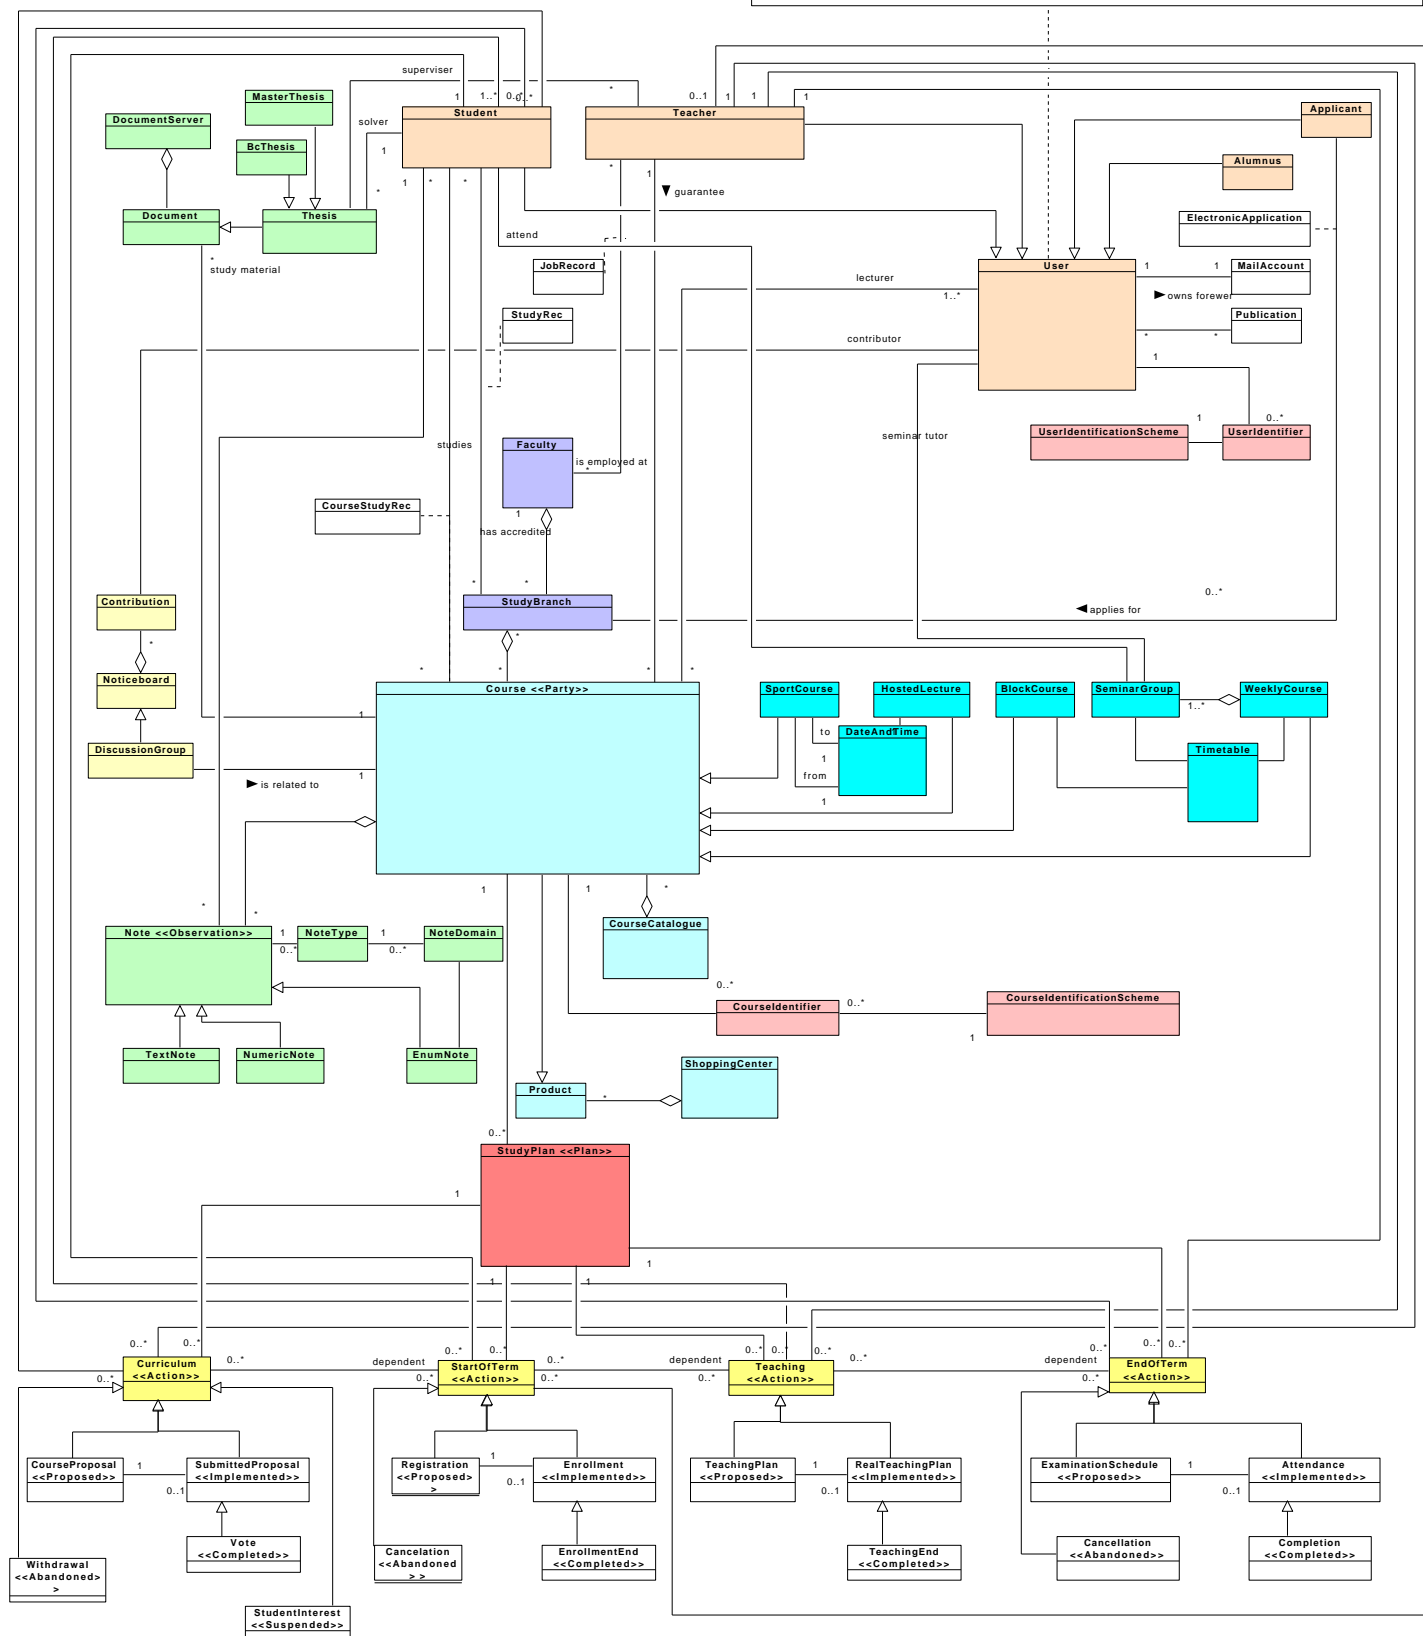 superviser
*
1
1..*
0..*
0..*
0..1
1
1
1
MasterThesis
DocumentServer
BcThesis
solver
1
*
Student
Teacher
Applicant
Alumnus
1
*
*
*
1
guarantee
Document
Thesis
ElectronicApplication
attend
*
study material
JobRecord
User
lecturer
1..*
1
1
MailAccount
owns forewer
StudyRec
Publication
*
*
contributor
1
studies
Faculty
is employed at
*
seminar tutor
UserIdentificationScheme
1
0..*
UserIdentifier
CourseStudyRec
1
has accredited
*
*
Contribution
StudyBranch
0..*
applies for
*
*
*
*
*
*
Noticeboard
Course <<Party>>
SportCourse
HostedLecture
BlockCourse
SeminarGroup
1..*
WeeklyCourse
1
to
DateAndTime
1
DiscussionGroup
Timetable
1
1
from
is related to
1
1
1
*
*
*
CourseCatalogue
Note <<Observation>>
1
0..*
NoteType
1
0..*
NoteDomain
0..*
CourseIdentifier
0..*
CourseIdentificationScheme
1
TextNote
NumericNote
EnumNote
ShoppingCenter
Product
*
0..*
StudyPlan <<Plan>>
1
1
1
1
0..*
0..*
0..*
0..*
0..*
0..*
0..*
0..*
0..*
0..*
Curriculum
<<Action>>
0..*
0..*
dependent
0..*
StartOfTerm
<<Action>>
0..*
0..*
dependent
0..*
Teaching
<<Action>>
0..*
dependent
0..*
EndOfTerm
<<Action>>
CourseProposal
<<Proposed>>
1
0..1
SubmittedProposal
<<Implemented>>
Registration
<<Proposed>
>
1
0..1
Enrollment
<<Implemented>>
TeachingPlan
<<Proposed>>
1
0..1
RealTeachingPlan
<<Implemented>>
ExaminationSchedule
<<Proposed>>
1
0..1
Attendance
<<Implemented>>
Withdrawal
<<Abandoned>
>
Vote
<<Completed>>
Cancelation
<<Abandoned
>>
EnrollmentEnd
<<Completed>>
TeachingEnd
<<Completed>>
Cancellation
<<Abandoned>>
Completion
<<Completed>>
StudentInterest
<<Suspended>>